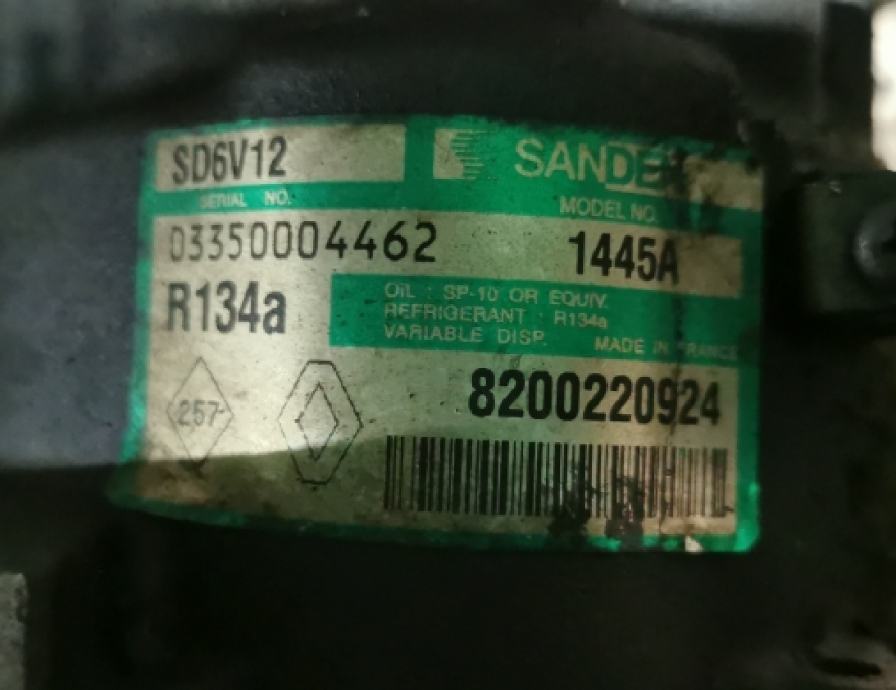 SD6V12
SANDE
SERIAL NO.
MODEL NO.
03350004462
1445A
R134a
OIL : SP-10 OR EQUIV.
REFRIGERANT : R134a
VARIABLE DISP.
MADE IN FRANCE
257
8200220924